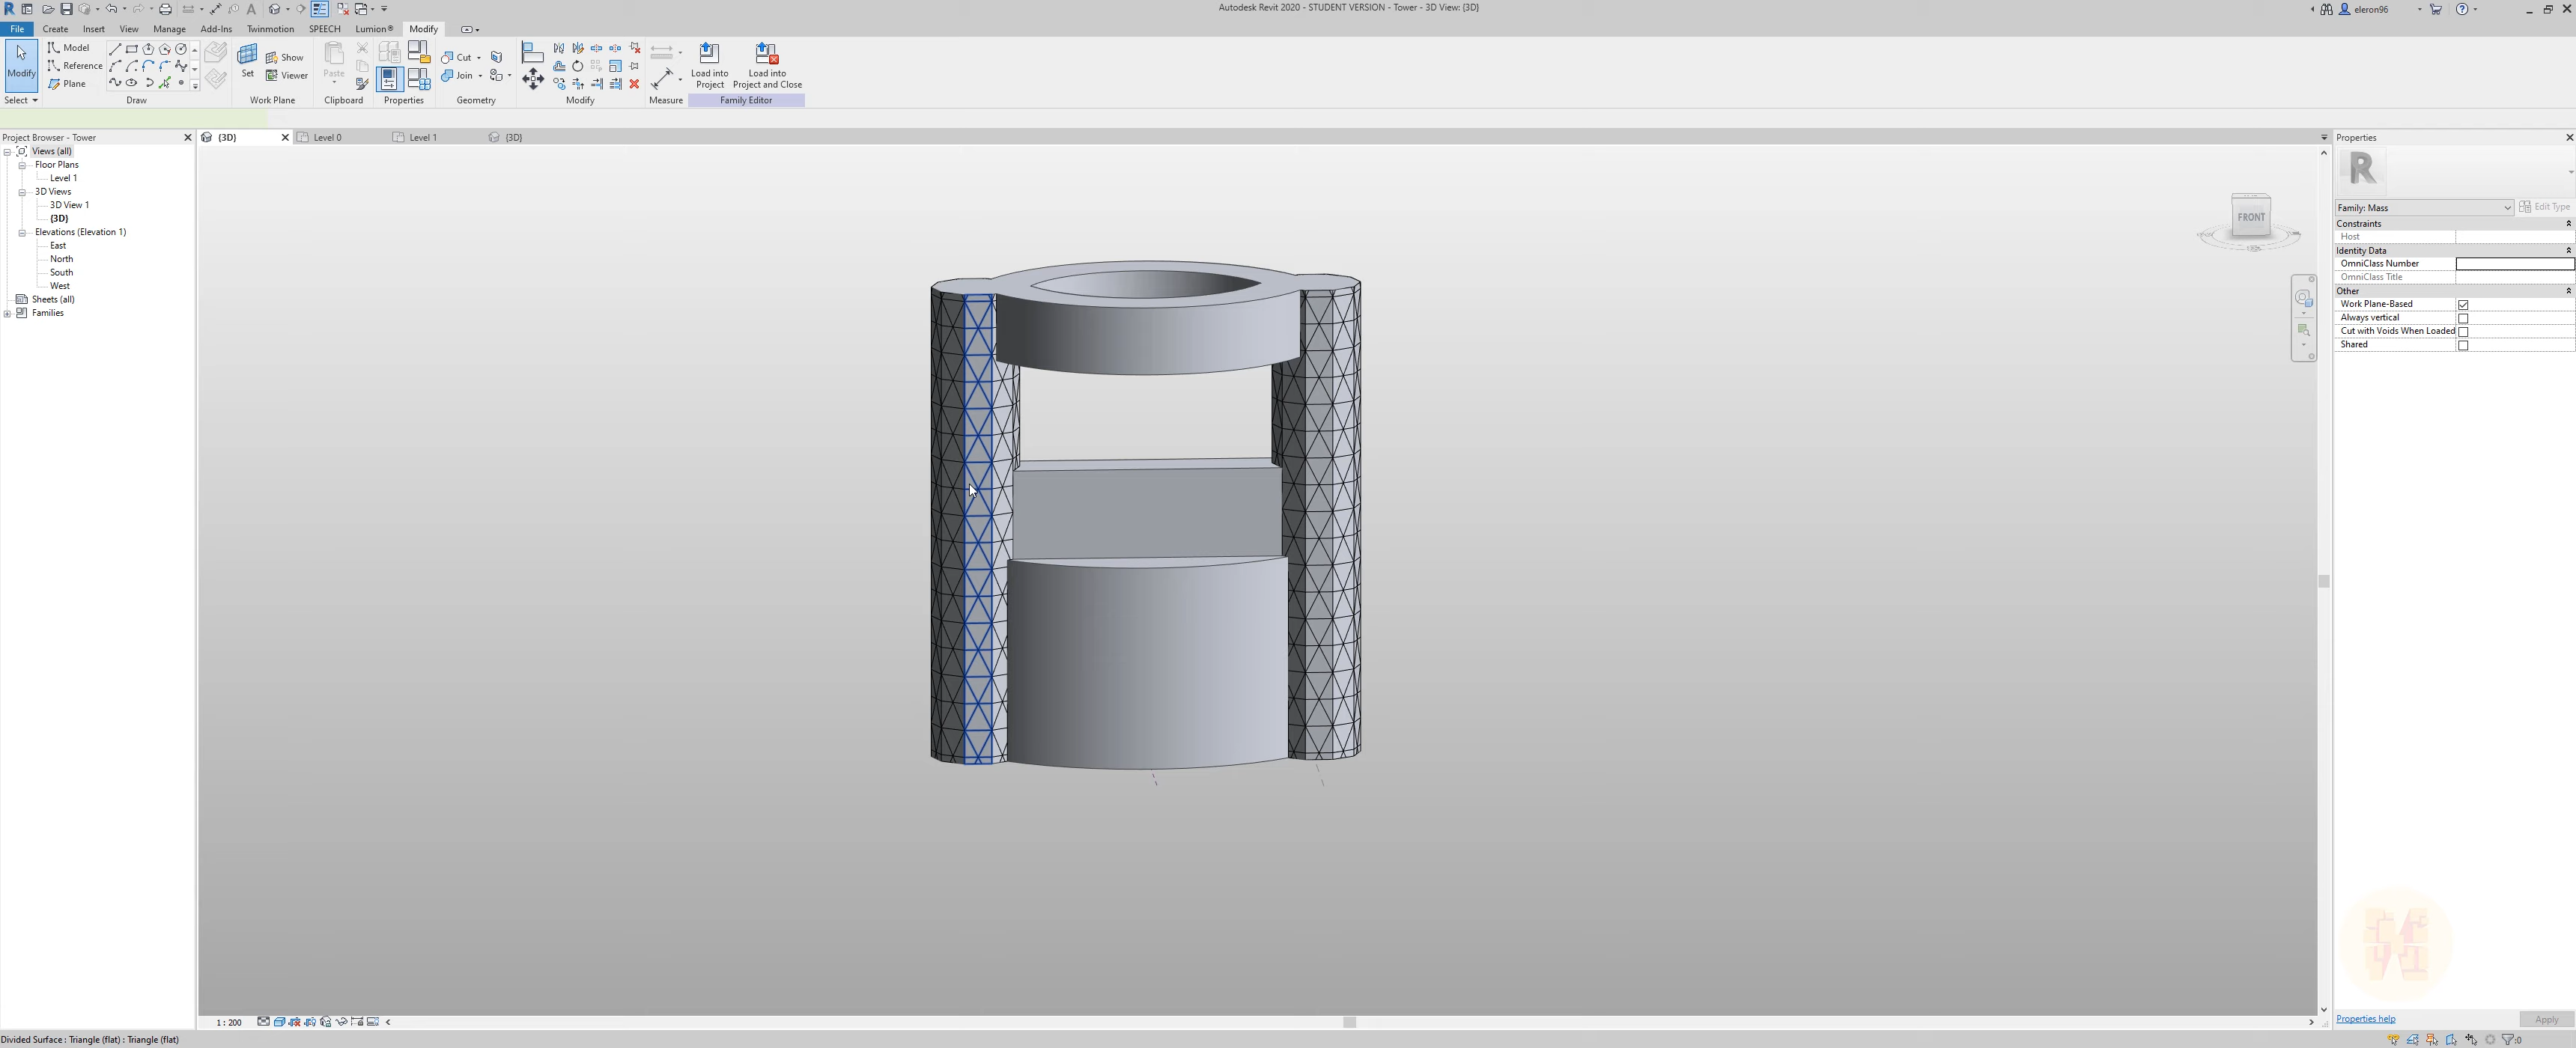 Autodesk Revit 2020 - STUDENT VERSION - Tower - 3D View: {3D}
eleron96
File Create Insert View Manage Add-Ins Twinmotion SPEECH Lumion® Modify
Modify
Model
Reference
Plane
Set
Show
Viewer
Paste
Cut
Join
Load into
Project
Load into
Project and Close
Select Draw Work Plane Clipboard Properties Geometry Modify Measure Family Editor
Project Browser - Tower
Views (all)
Floor Plans
Level 1
3D Views
3D View 1
{3D}
Elevations (Elevation 1)
East
North
South
West
Sheets (all)
Families
{3D} Level 0 Level 1 {3D}
FRONT
Properties
R
Family: Mass
Edit Type
Constraints
Host
Identity Data
OmniClass Number
OmniClass Title
Other
Work Plane-Based
Always vertical
Cut with Voids When Loaded
Shared
Properties help
Apply
1 : 200
Divided Surface : Triangle (flat) : Triangle (flat)
:0